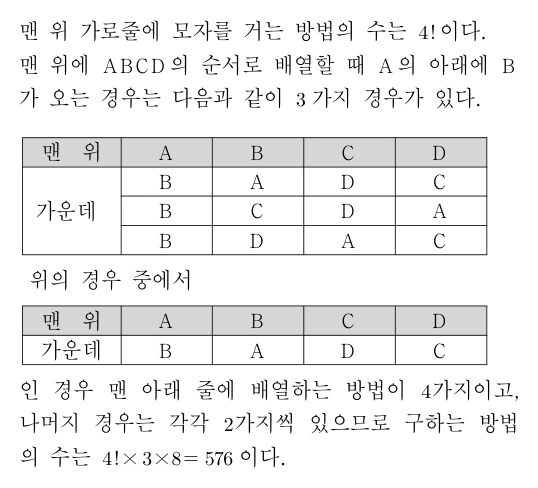 맨 위 가로줄에 모자를 거는 방법의 수는 4!이다.
맨 위에 ABCD의 순서로 배열할 때 A의 아래에 B
가 오는 경우는 다음과 같이 3가지 경우가 있다.
맨 위 A B C D
B A D C
가운데 B C D A
B D A C
위의 경우 중에서
맨 위 A B C D
가운데 B A D C
인 경우 맨 아래 줄에 배열하는 방법이 4가지이고,
나머지 경우는 각각 2가지씩 있으므로 구하는 방법
의 수는 4!×3×8=576이다.